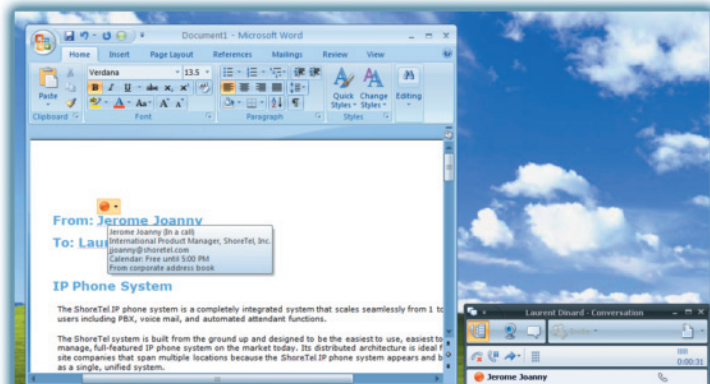 Document1 - Microsoft Word
Home Insert Page Layout References Mailings Review View
Verdana 13.5
Paste
B I U abc x₂ x²
Aa A A
Quick Styles Change Styles Editing
Clipboard Font Paragraph Styles
From: Jerome Joanny
Jerome Joanny (In a call)
International Product Manager, ShoreTel, Inc.
jjoanny@shoretel.com
Calendar: Free until 5:00 PM
From corporate address book
To: Lau
IP Phone System
The ShoreTel IP phone system is a completely integrated system that scales seamlessly from 1 to
users including PBX, voice mail, and automated attendant functions.
The ShoreTel system is built from the ground up and designed to be the easiest to use, easiest to
manage, full-featured IP phone system on the market today. Its distributed architecture is ideal f
site companies that span multiple locations because the ShoreTel IP phone system appears and b
as a single, unified system.
Laurent Dinard - Conversation
0:00:31
Jerome Joanny